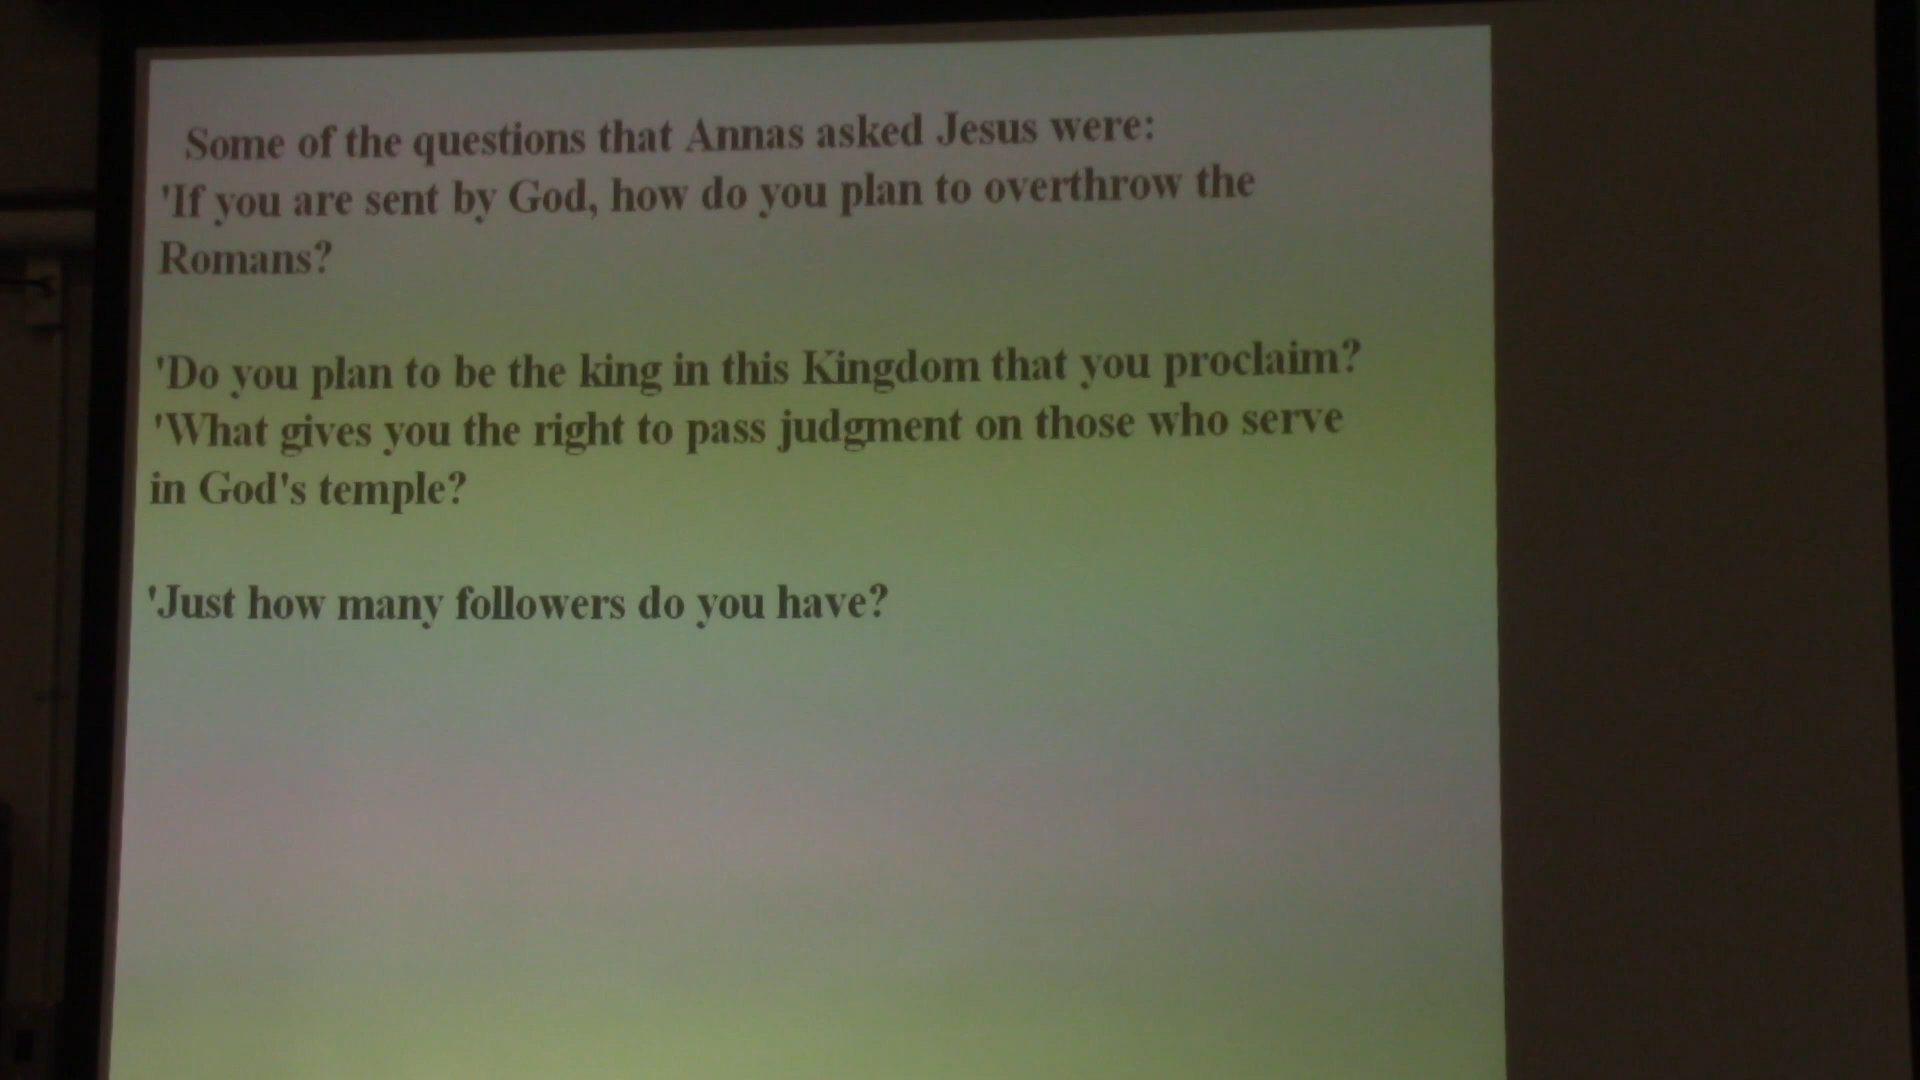 Some of the questions that Annas asked Jesus were:
'If you are sent by God, how do you plan to overthrow the
Romans?
'Do you plan to be the king in this Kingdom that you proclaim?
'What gives you the right to pass judgment on those who serve
in God's temple?
'Just how many followers do you have?